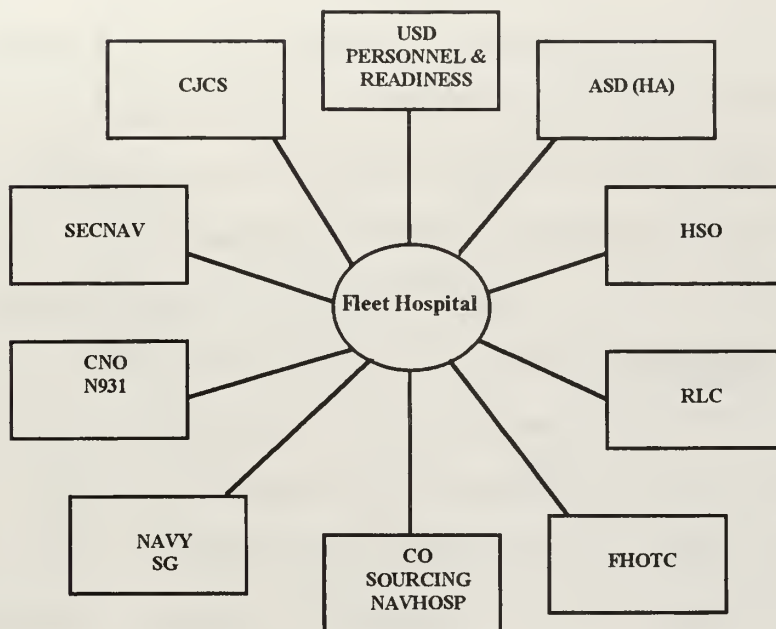 USD
PERSONNEL &
READINESS
CJCS
ASD (HA)
SECNAV
HSO
Fleet Hospital
CNO
N931
RLC
NAVY
SG
CO
SOURCING
NAVHOSP
FHOTC